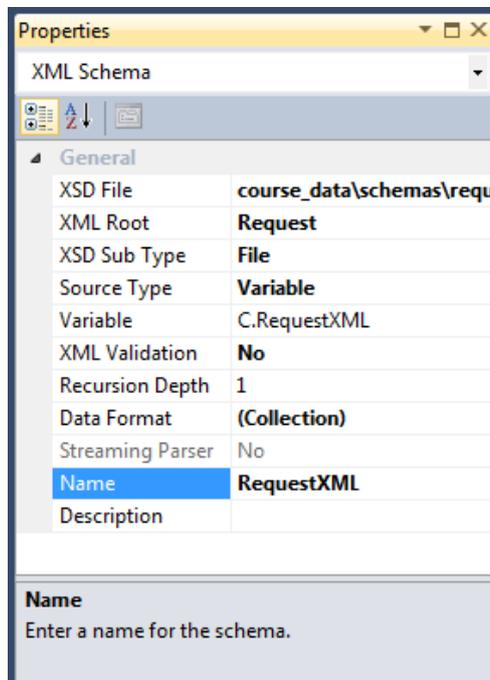 Properties
XML Schema
General
XSD File course_data\schemas\requ
XML Root Request
XSD Sub Type File
Source Type Variable
Variable C.RequestXML
XML Validation No
Recursion Depth 1
Data Format (Collection)
Streaming Parser No
Name RequestXML
Description
Name
Enter a name for the schema.